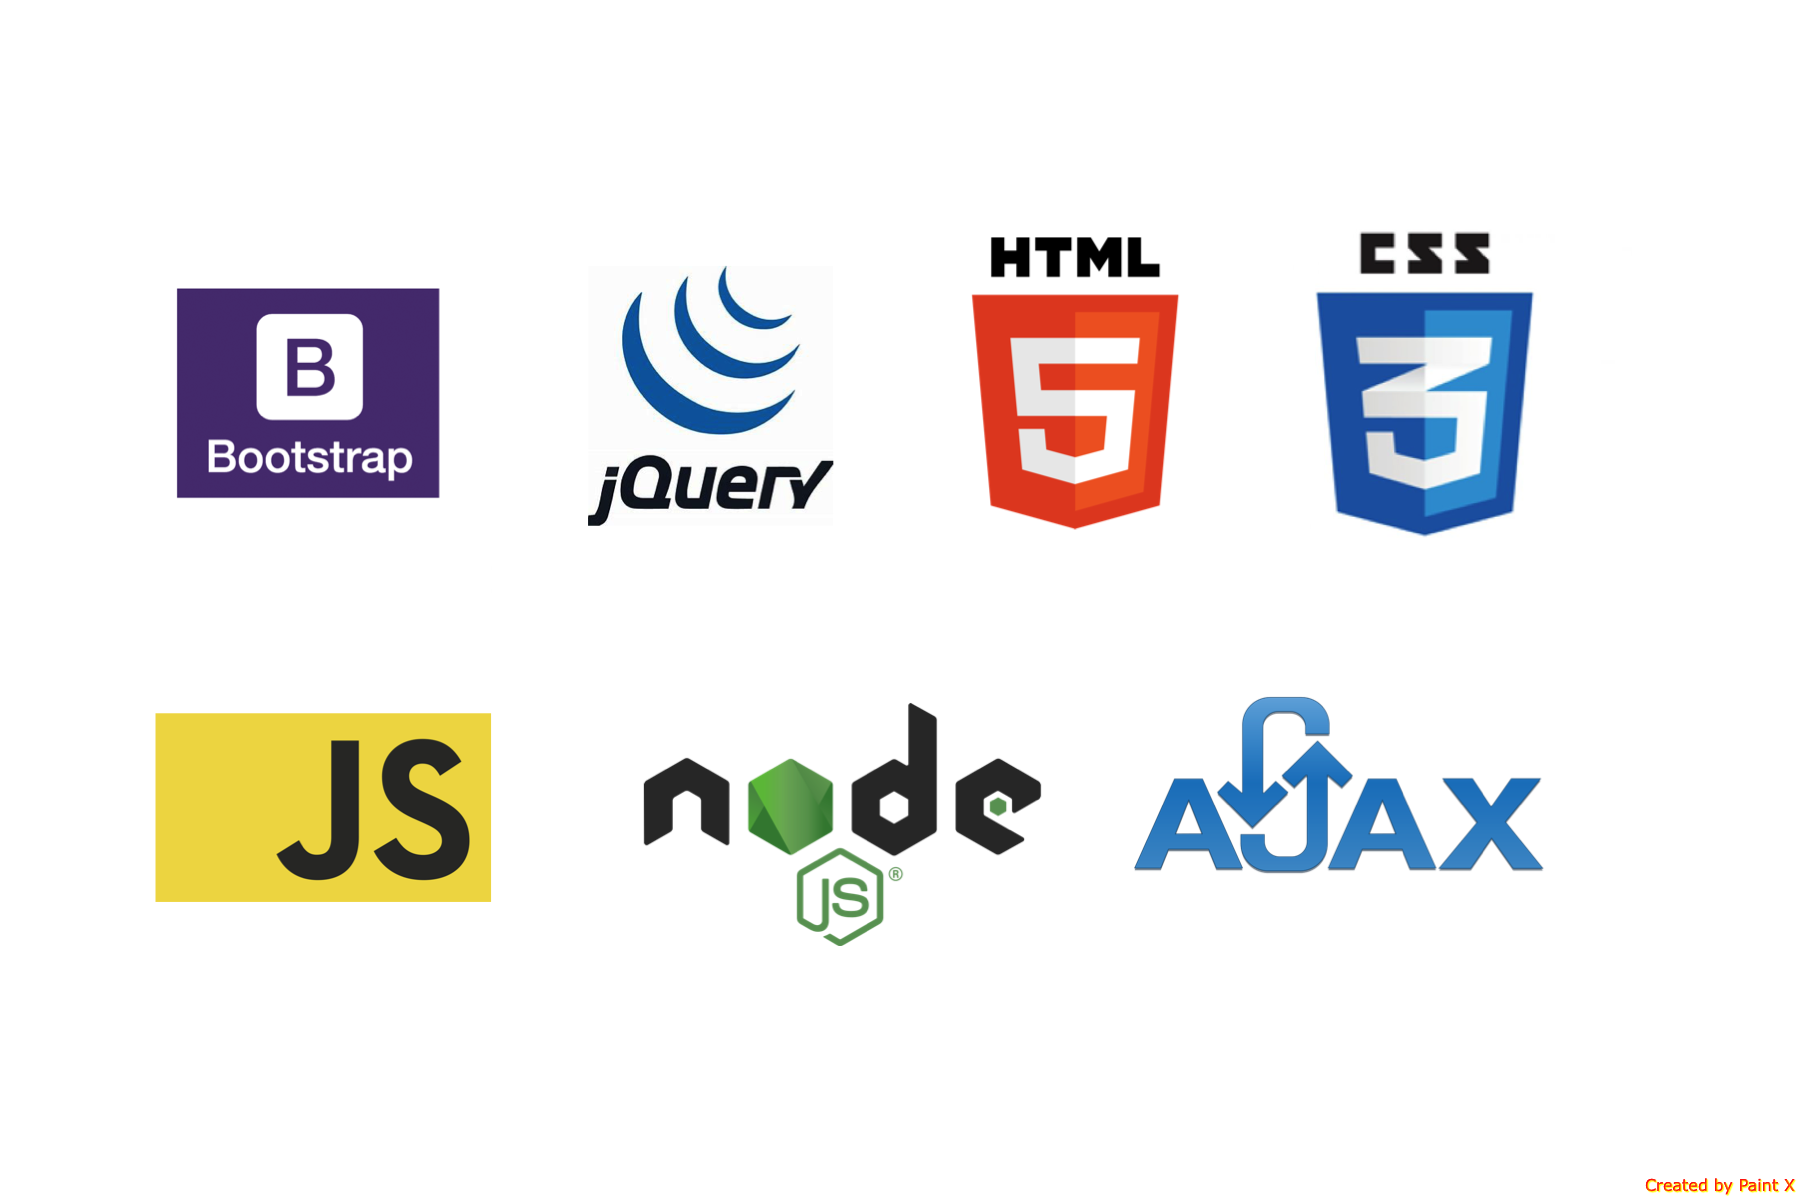 HTML
CSS
B
Bootstrap
jQuery
5
3
JS
node
JS®
AJAX
Created by Paint X